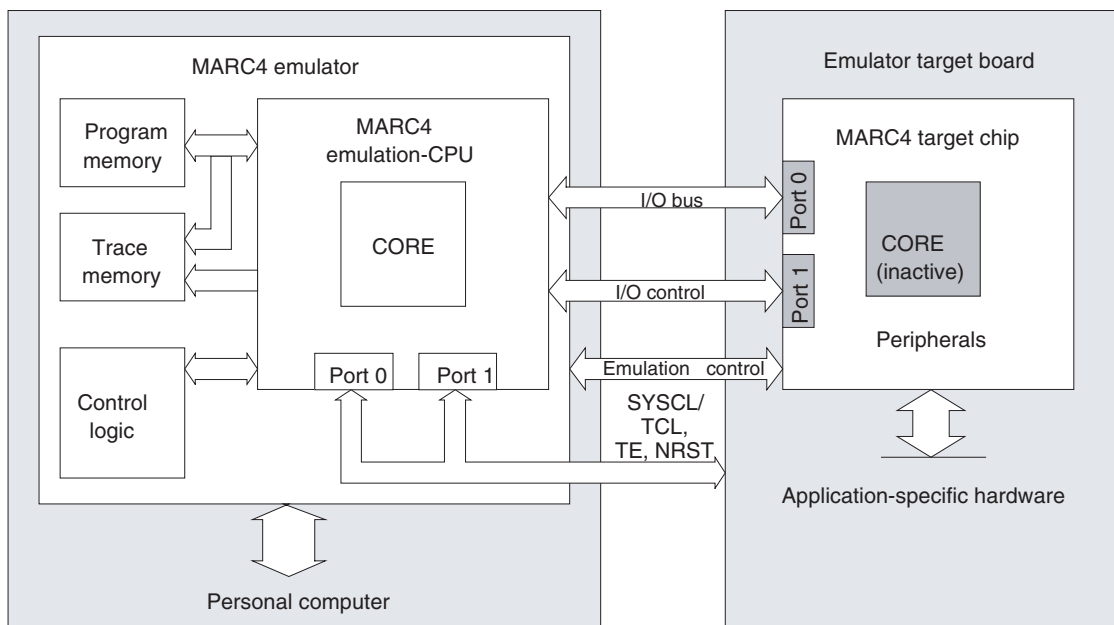 MARC4 emulator
Program
memory
Trace
memory
Control
logic
MARC4
emulation-CPU
CORE
Port 0
Port 1
Personal computer
I/O bus
I/O control
Emulation control
SYSCL/
TCL,
TE, NRST
Emulator target board
MARC4 target chip
Port 0
Port 1
CORE
(inactive)
Peripherals
Application-specific hardware